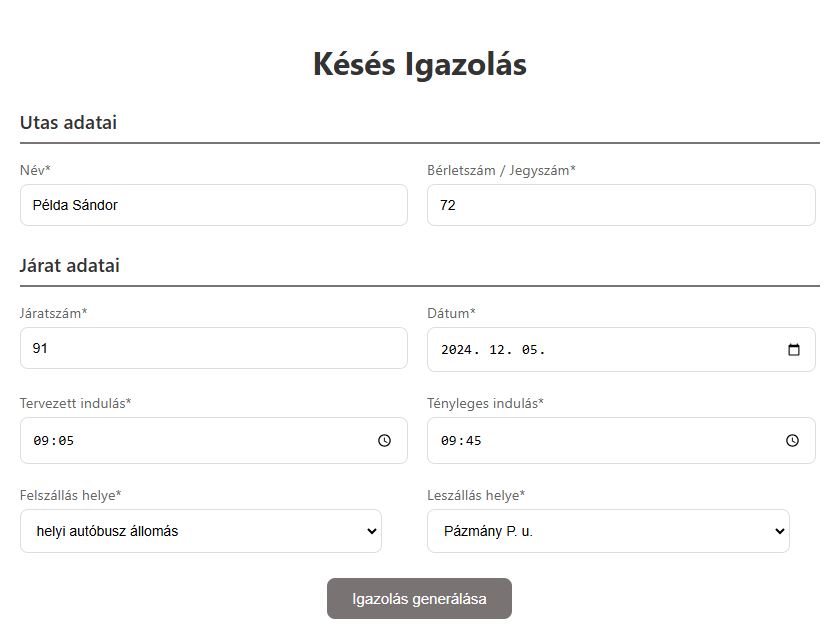 Késés Igazolás
Utas adatai
Név*
Bérletszám / Jegyszám*
Példa Sándor
72
Járat adatai
Járatszám*
Dátum*
91
2024. 12. 05.
Tervezett indulás*
Tényleges indulás*
09:05
09:45
Felszállás helye*
Leszállás helye*
helyi autóbusz állomás
Pázmány P. u.
Igazolás generálása